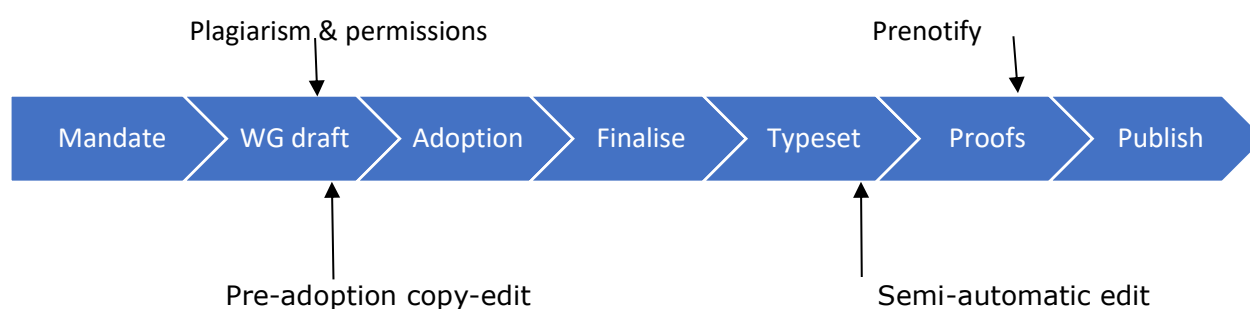 Plagiarism & permissions
Prenotify
Mandate
WG draft
Adoption
Finalise
Typeset
Proofs
Publish
Pre-adoption copy-edit
Semi-automatic edit